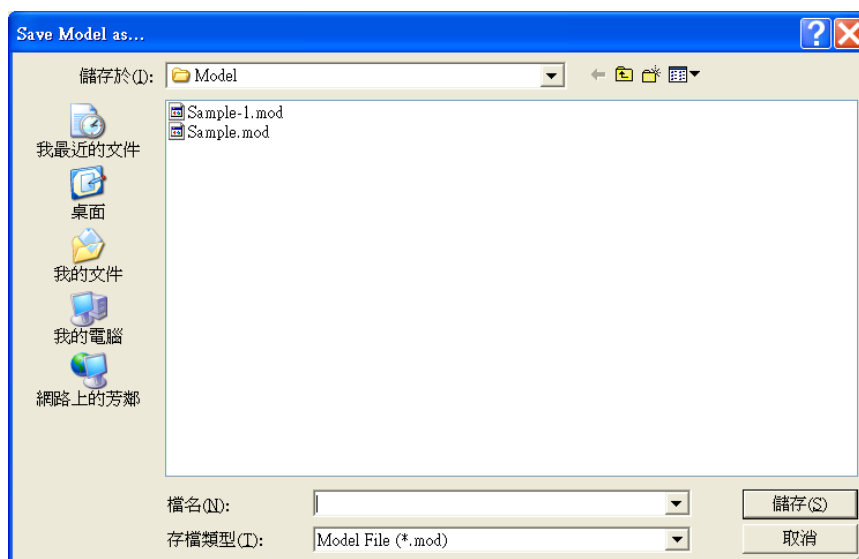 Save Model as...
儲存於(I): Model
Sample-1.mod
Sample.mod
我最近的文件
桌面
我的文件
我的電腦
網路上的芳鄰
檔名(N): 儲存(S)
存檔類型(T): Model File (*.mod) 取消